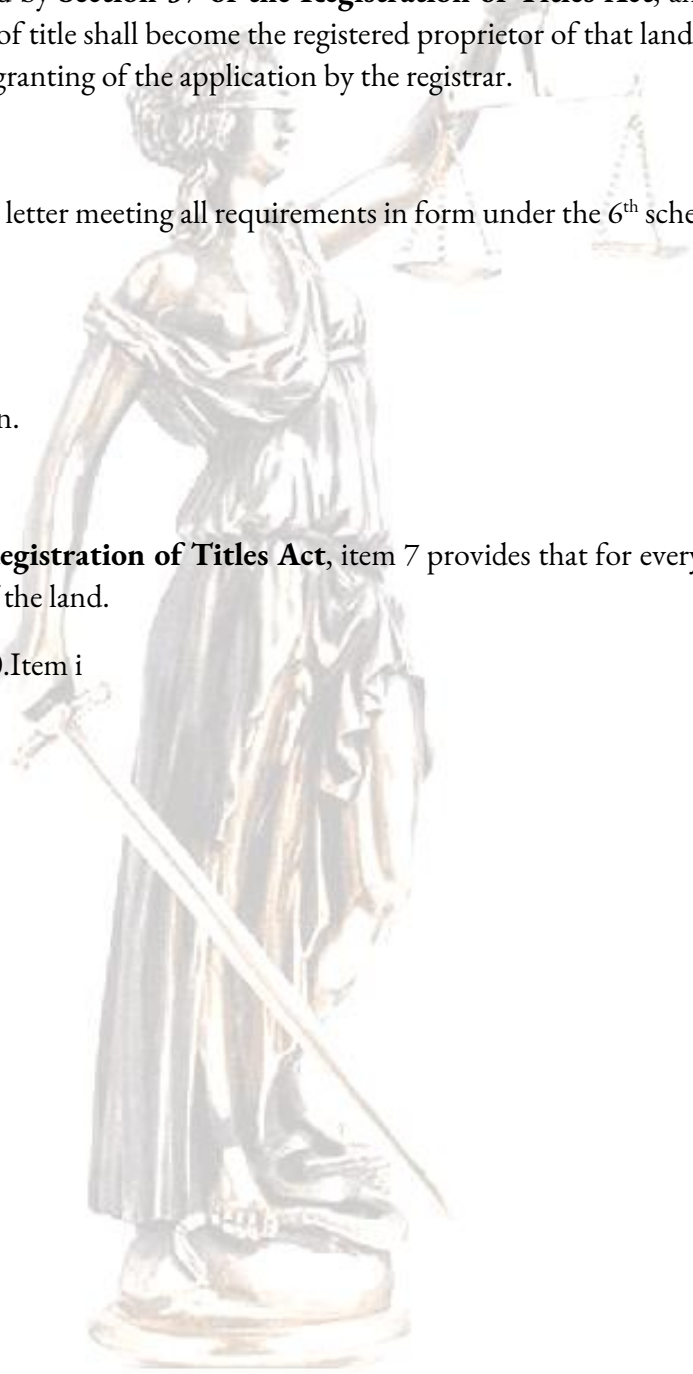 of title shall become the registered proprietor of that land
granting of the application by the registrar.
letter meeting all requirements in form under the 6th sche
n.
egistration of Titles Act, item 7 provides that for every
the land.
).Item i